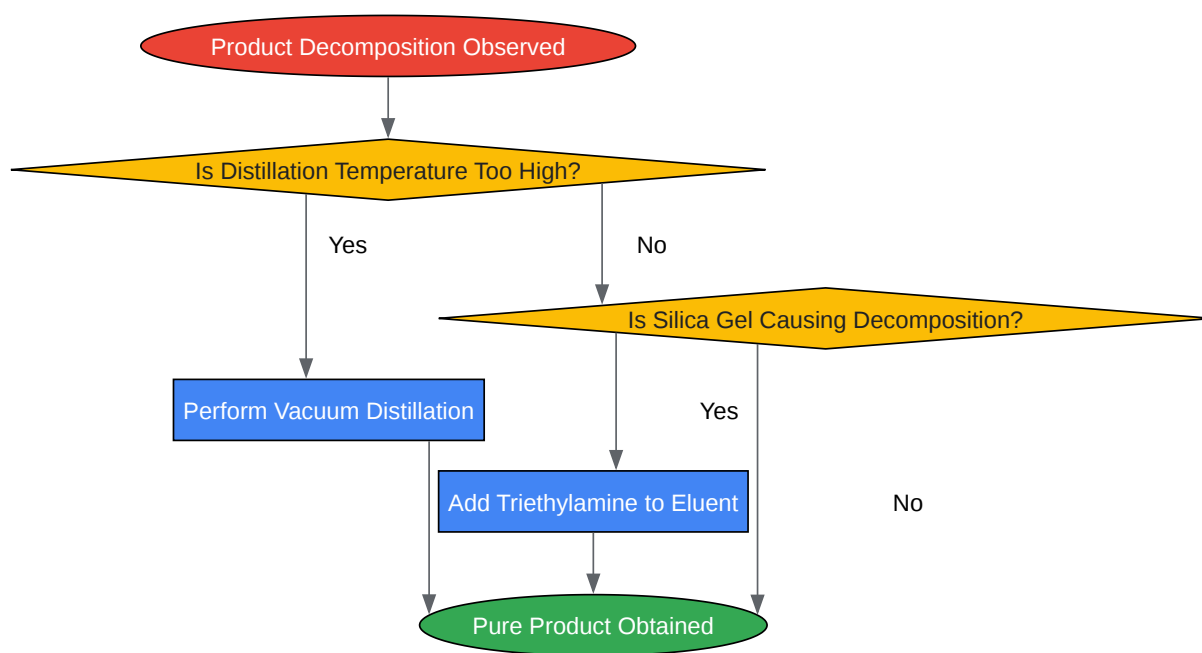 Product Decomposition Observed
Is Distillation Temperature Too High?
Yes
No
Is Silica Gel Causing Decomposition?
Perform Vacuum Distillation
Yes
Add Triethylamine to Eluent
No
Pure Product Obtained